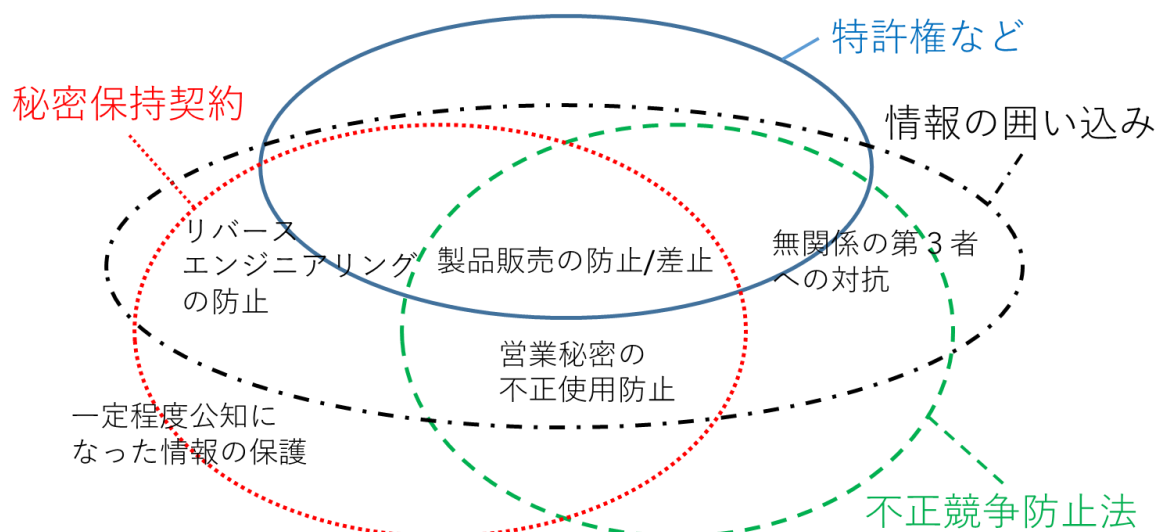 特許権など
秘密保持契約
情報の囲い込み
リバース
エンジニアリング
の防止
製品販売の防止/差止
無関係の第３者
への対抗
営業秘密の
不正使用防止
一定程度公知に
なった情報の保護
不正競争防止法